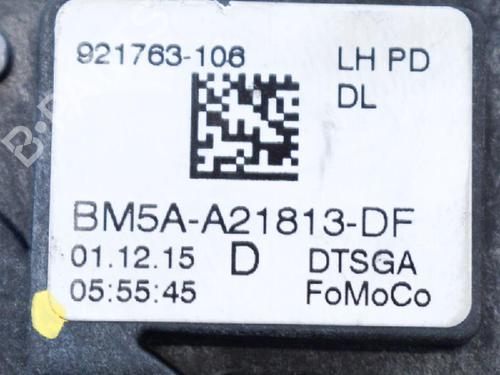 921763-106 LH PD
DL
BM5A-A21813-DF
01.12.15 D DTSGA
05:55:45 FoMoCo